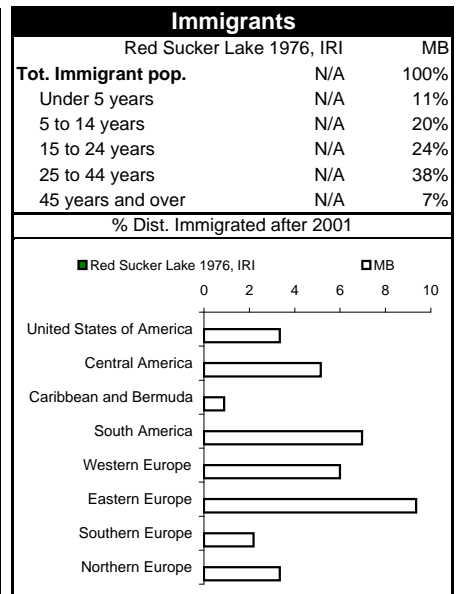 Immigrants
Red Sucker Lake 1976, IRI MB
Tot. Immigrant pop. N/A 100%
Under 5 years N/A 11%
5 to 14 years N/A 20%
15 to 24 years N/A 24%
25 to 44 years N/A 38%
45 years and over N/A 7%
% Dist. Immigrated after 2001
Red Sucker Lake 1976, IRI MB
0 2 4 6 8 10
United States of America
Central America
Caribbean and Bermuda
South America
Western Europe
Eastern Europe
Southern Europe
Northern Europe